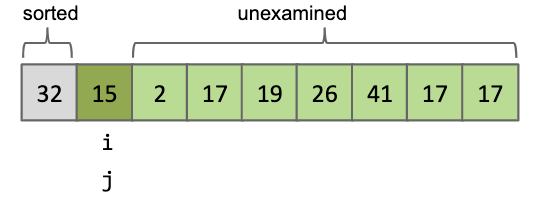 sorted unexamined
32 15 2 17 19 26 41 17 17
i
j